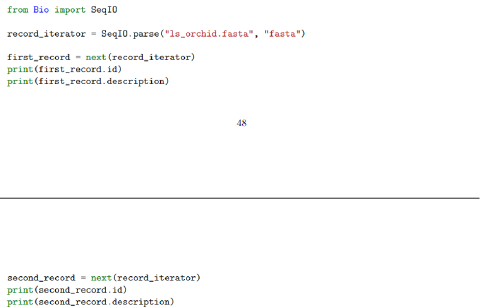 from Bio import SeqIO
record_iterator = SeqIO.parse("ls_orchid.fasta", "fasta")
first_record = next(record_iterator)
print(first_record.id)
print(first_record.description)
48
second_record = next(record_iterator)
print(second_record.id)
print(second_record.description)